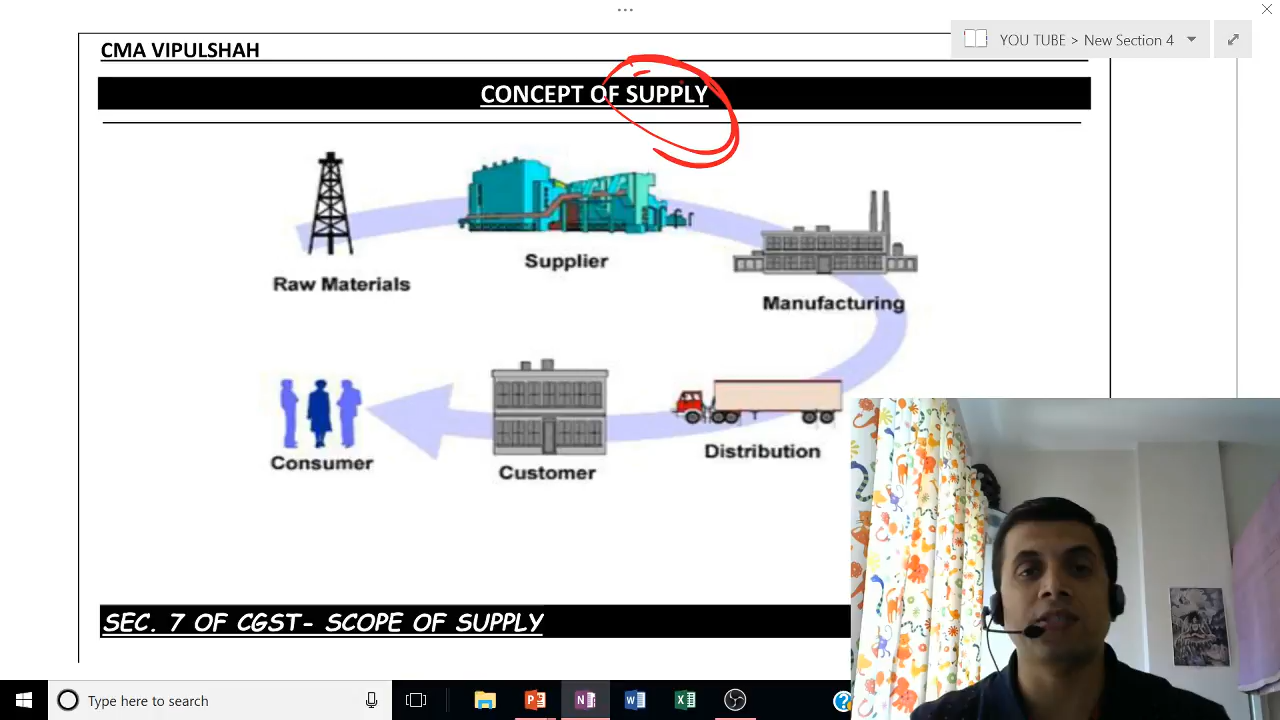 YOU TUBE > New Section 4
CMA VIPULSHAH
CONCEPT OF SUPPLY
Raw Materials
Supplier
Manufacturing
Consumer
Customer
Distribution
SEC. 7 OF CGST- SCOPE OF SUPPLY
Type here to search